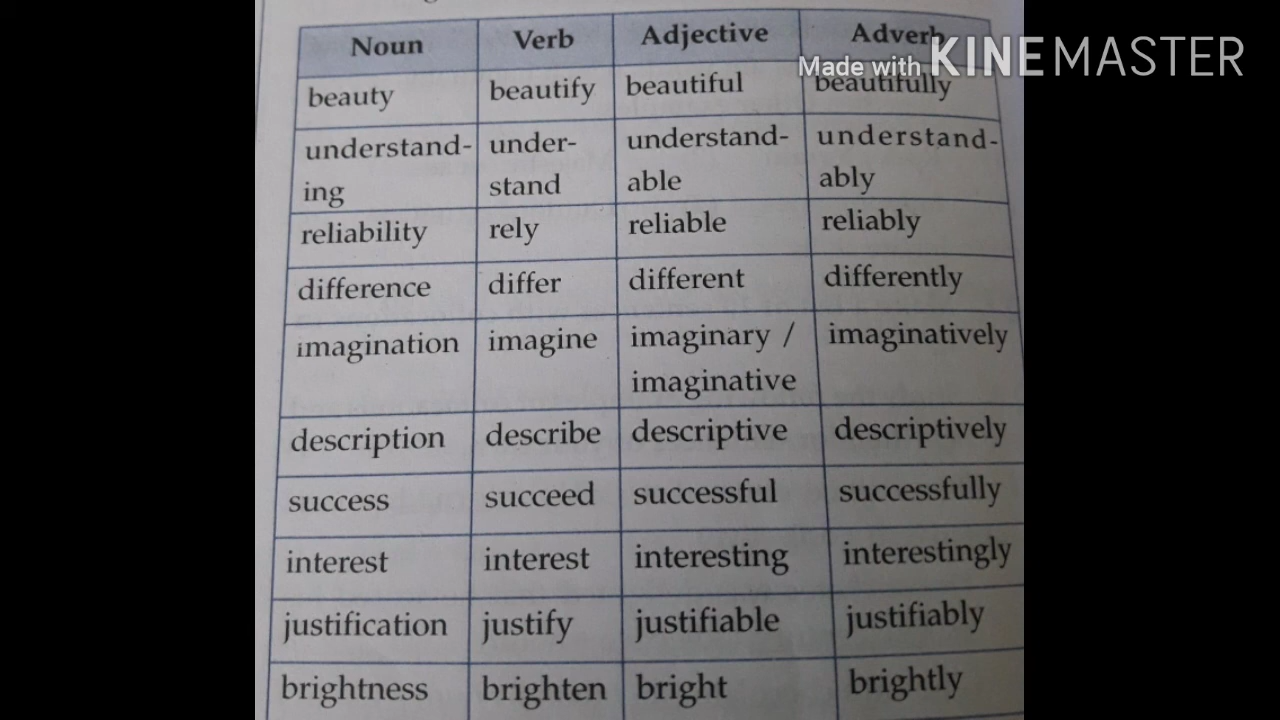 Noun Verb Adjective Adverb
Made with KINEMASTER
beauty beautify beautiful beautifully
understand- under- understand- understand-
ing stand able ably
reliability rely reliable reliably
difference differ different differently
imagination imagine imaginary / imaginatively
imaginative
description describe descriptive descriptively
success succeed successful successfully
interest interest interesting interestingly
justification justify justifiable justifiably
brightness brighten bright brightly